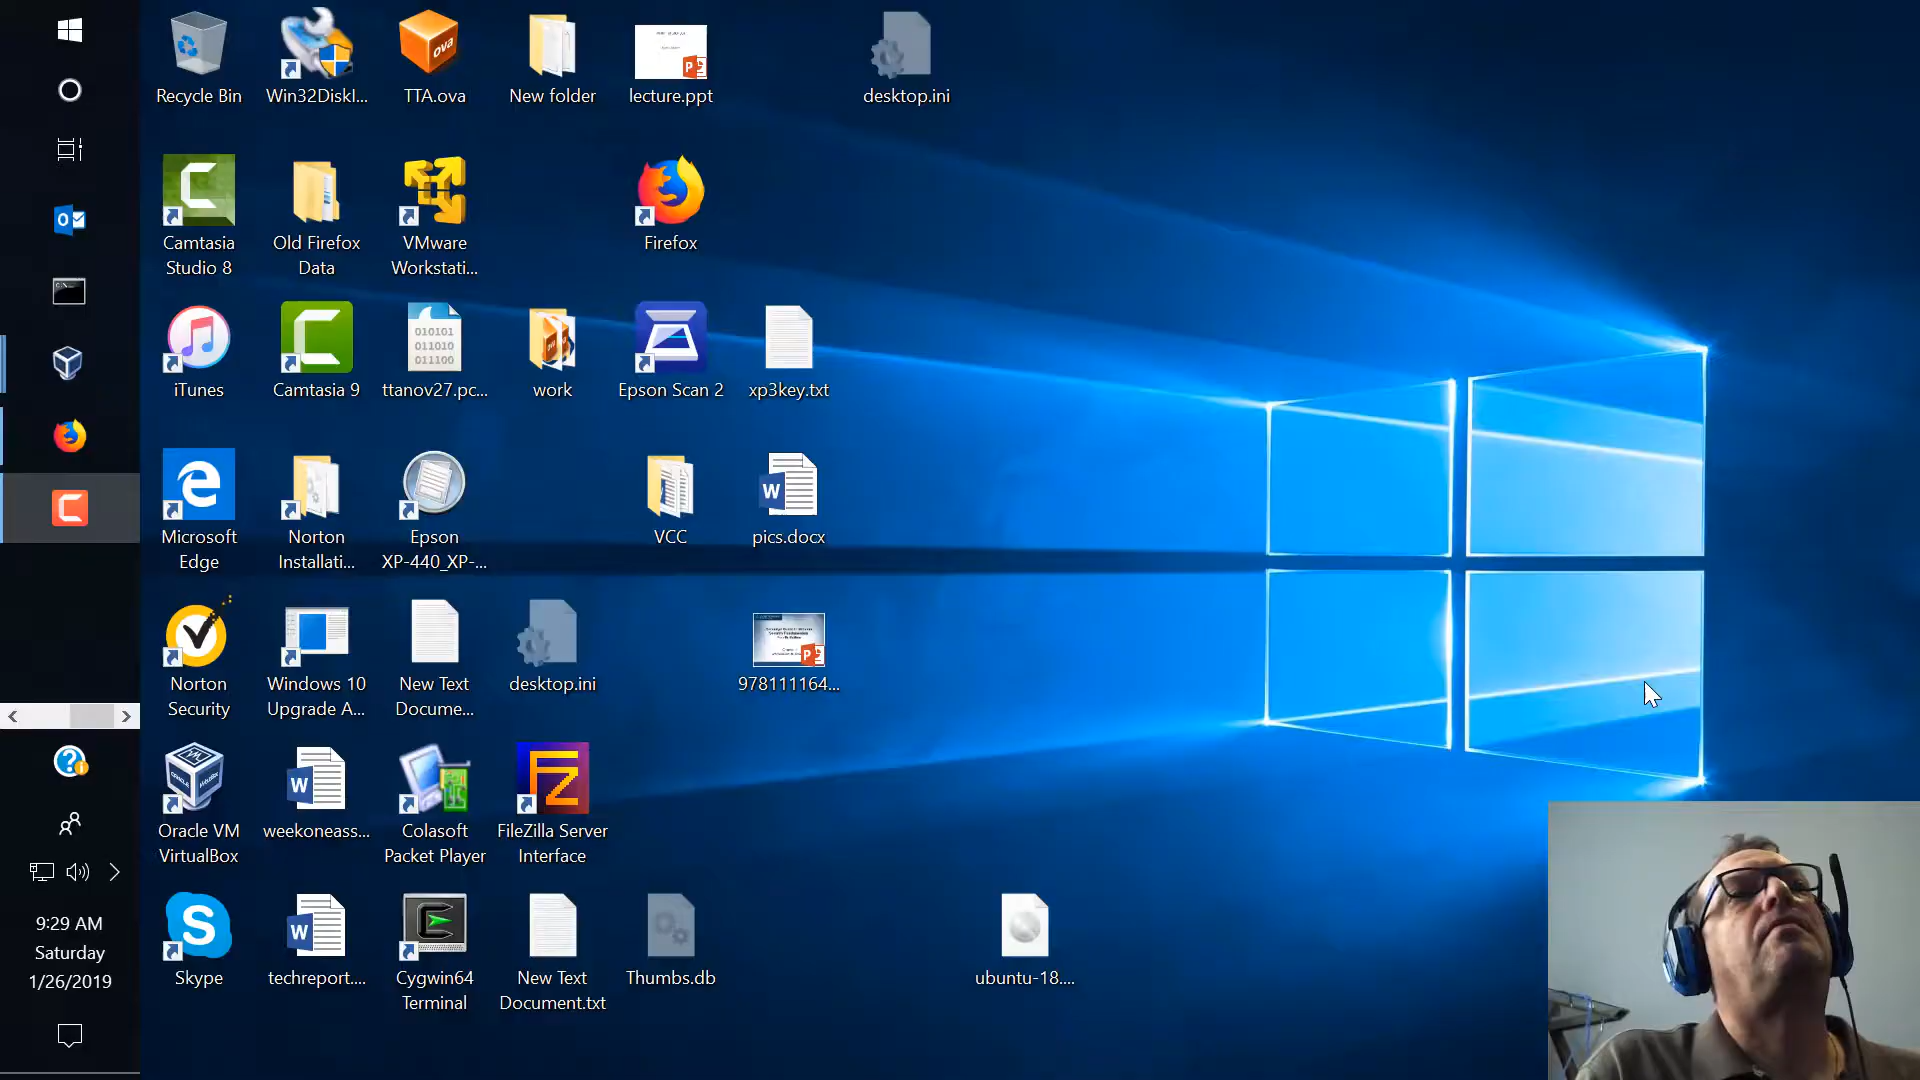 Recycle Bin
Win32DiskI...
TTA.ova
New folder
lecture.ppt
desktop.ini
Camtasia
Studio 8
Old Firefox
Data
VMware
Workstati...
Firefox
iTunes
Camtasia 9
ttanov27.pc...
work
Epson Scan 2
xp3key.txt
Microsoft
Edge
Norton
Installati...
Epson
XP-440_XP-...
VCC
pics.docx
Norton
Security
Windows 10
Upgrade A...
New Text
Docume...
desktop.ini
978111164...
Oracle VM
VirtualBox
weekoneass...
Colasoft
Packet Player
FileZilla Server
Interface
Skype
techreport....
Cygwin64
Terminal
New Text
Document.txt
Thumbs.db
ubuntu-18....
9:29 AM
Saturday
1/26/2019
ova
010101
011010
011100